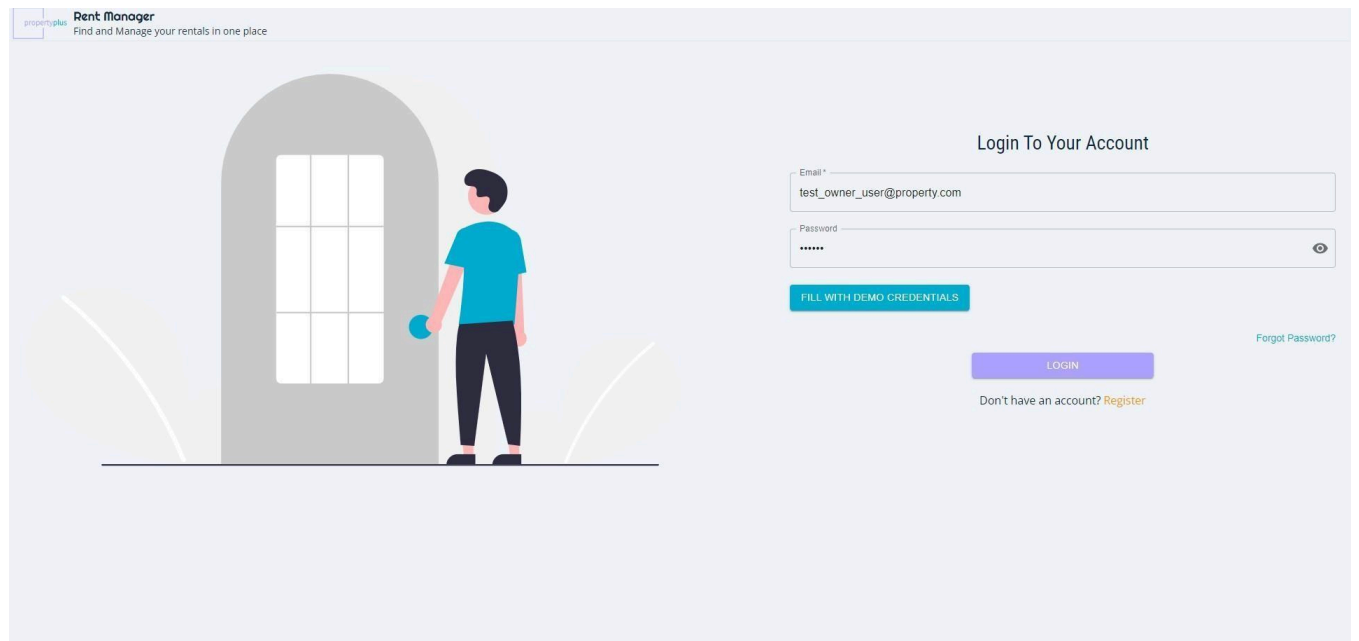 propertyplus
Rent Manager
Find and Manage your rentals in one place
Login To Your Account
Email *
test_owner_user@property.com
Password
••••••
FILL WITH DEMO CREDENTIALS
Forgot Password?
LOGIN
Don't have an account? Register